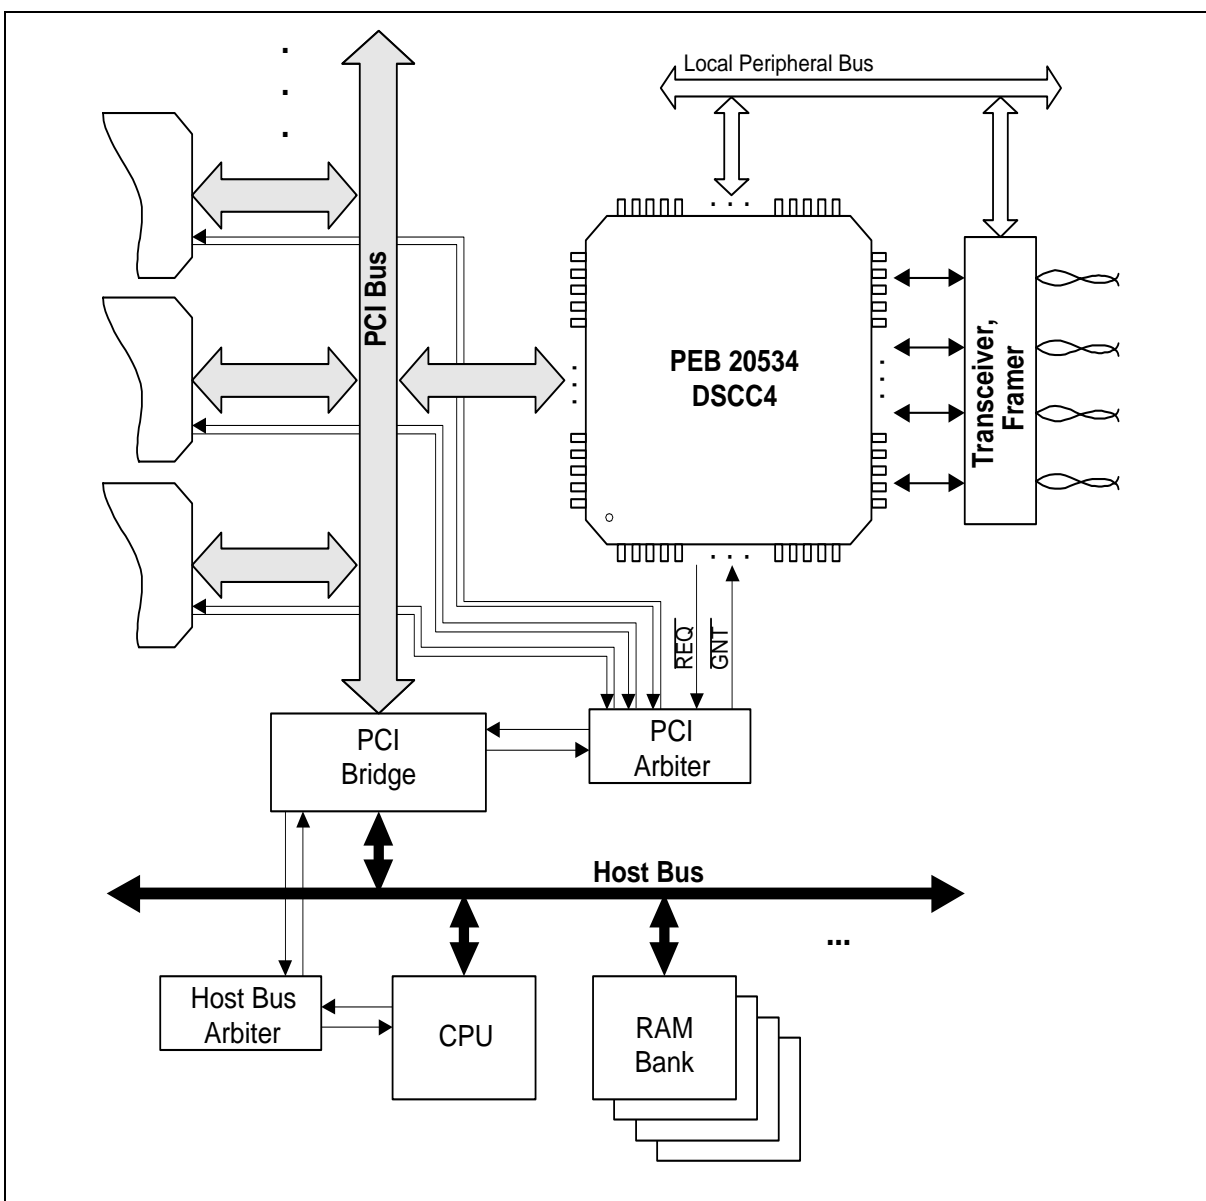 Local Peripheral Bus
PCI Bus
PEB 20534
DSCC4
Transceiver,
Framer
REQ
GNT
PCI
Bridge
PCI
Arbiter
Host Bus
...
Host Bus
Arbiter
CPU
RAM
Bank